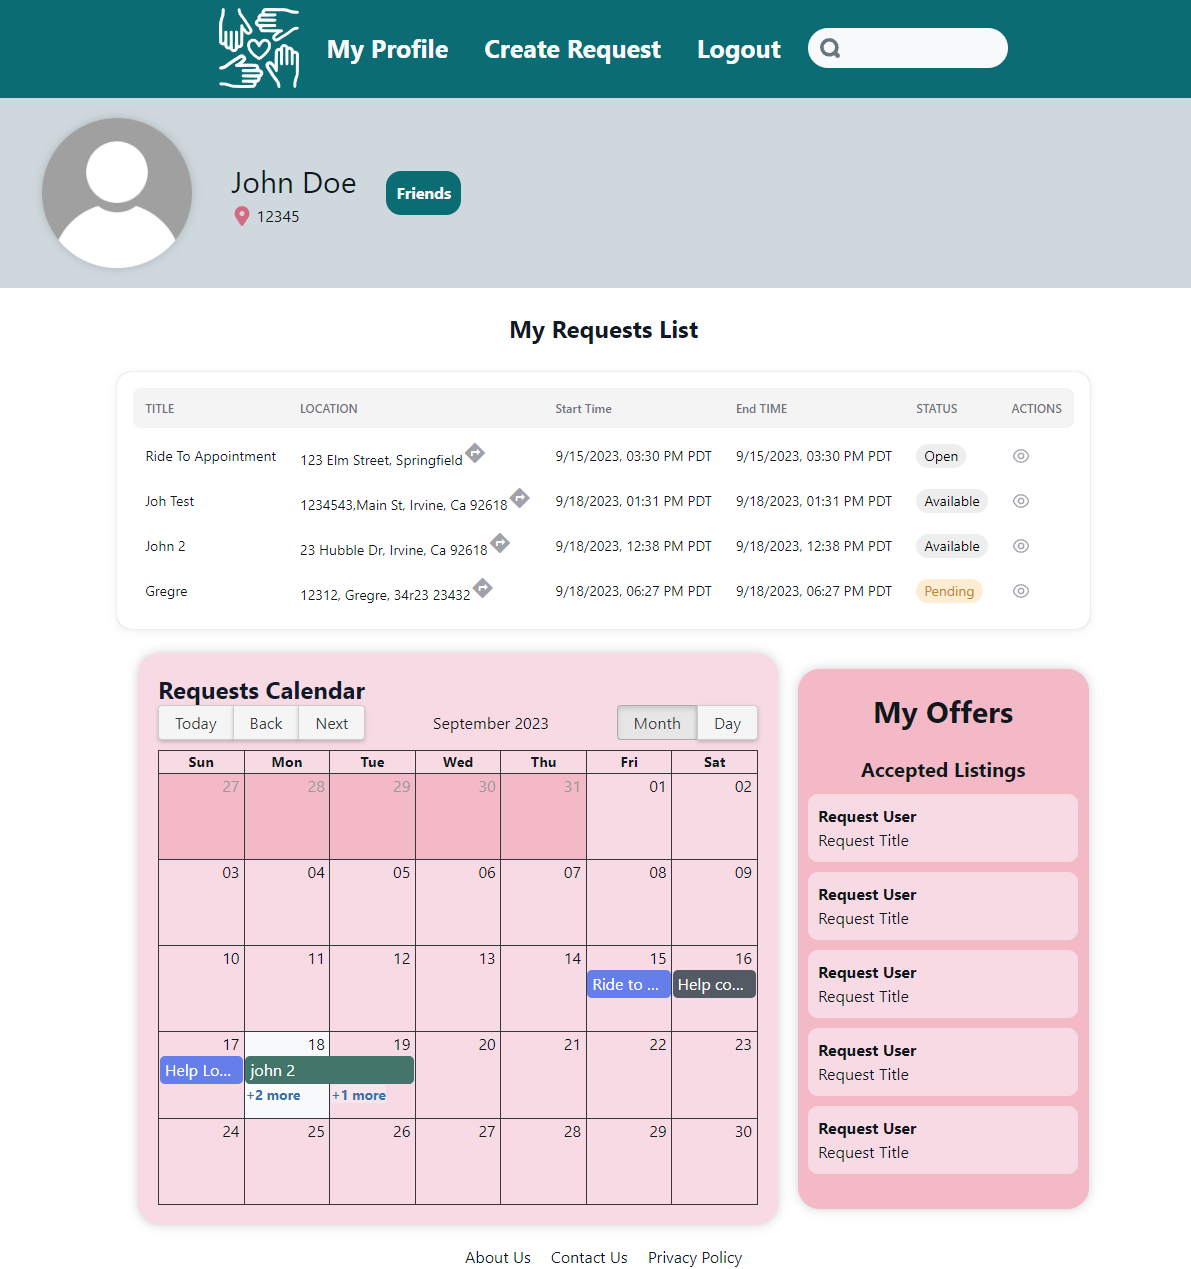 My Profile Create Request Logout
John Doe
12345
Friends
My Requests List
TITLE LOCATION Start Time End TIME STATUS ACTIONS
Ride To Appointment 123 Elm Street, Springfield 9/15/2023, 03:30 PM PDT 9/15/2023, 03:30 PM PDT Open
Joh Test 1234543,Main St, Irvine, Ca 92618 9/18/2023, 01:31 PM PDT 9/18/2023, 01:31 PM PDT Available
John 2 23 Hubble Dr, Irvine, Ca 92618 9/18/2023, 12:38 PM PDT 9/18/2023, 12:38 PM PDT Available
Gregre 12312, Gregre, 34r23 23432 9/18/2023, 06:27 PM PDT 9/18/2023, 06:27 PM PDT Pending
Requests Calendar
Today Back Next September 2023 Month Day
Sun Mon Tue Wed Thu Fri Sat
27 28 29 30 31 01 02
03 04 05 06 07 08 09
10 11 12 13 14 15 16
Ride to ... Help co...
17 18 19 20 21 22 23
Help Lo... john 2
+2 more +1 more
24 25 26 27 28 29 30
My Offers
Accepted Listings
Request User
Request Title
Request User
Request Title
Request User
Request Title
Request User
Request Title
Request User
Request Title
About Us Contact Us Privacy Policy